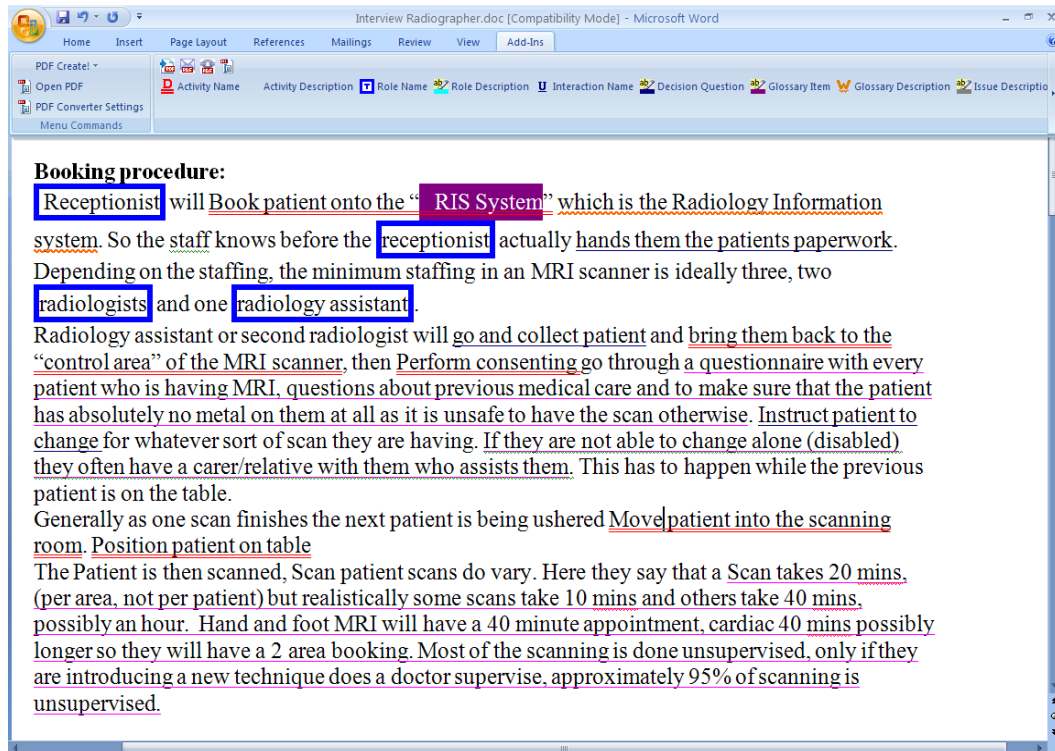 Interview Radiographer.doc [Compatibility Mode] - Microsoft Word
Home Insert Page Layout References Mailings Review View Add-Ins
PDF Create!
Open PDF
PDF Converter Settings
Menu Commands
D Activity Name Activity Description T Role Name Role Description U Interaction Name Decision Question Glossary Item W Glossary Description Issue Descriptio
Booking procedure:
Receptionist will Book patient onto the “ RIS System” which is the Radiology Information
system. So the staff knows before the receptionist actually hands them the patients paperwork.
Depending on the staffing, the minimum staffing in an MRI scanner is ideally three, two
radiologists and one radiology assistant.
Radiology assistant or second radiologist will go and collect patient and bring them back to the
“control area” of the MRI scanner, then Perform consenting go through a questionnaire with every
patient who is having MRI, questions about previous medical care and to make sure that the patient
has absolutely no metal on them at all as it is unsafe to have the scan otherwise. Instruct patient to
change for whatever sort of scan they are having. If they are not able to change alone (disabled)
they often have a carer/relative with them who assists them. This has to happen while the previous
patient is on the table.
Generally as one scan finishes the next patient is being ushered Move patient into the scanning
room. Position patient on table
The Patient is then scanned, Scan patient scans do vary. Here they say that a Scan takes 20 mins,
(per area, not per patient) but realistically some scans take 10 mins and others take 40 mins,
possibly an hour. Hand and foot MRI will have a 40 minute appointment, cardiac 40 mins possibly
longer so they will have a 2 area booking. Most of the scanning is done unsupervised, only if they
are introducing a new technique does a doctor supervise, approximately 95% of scanning is
unsupervised.